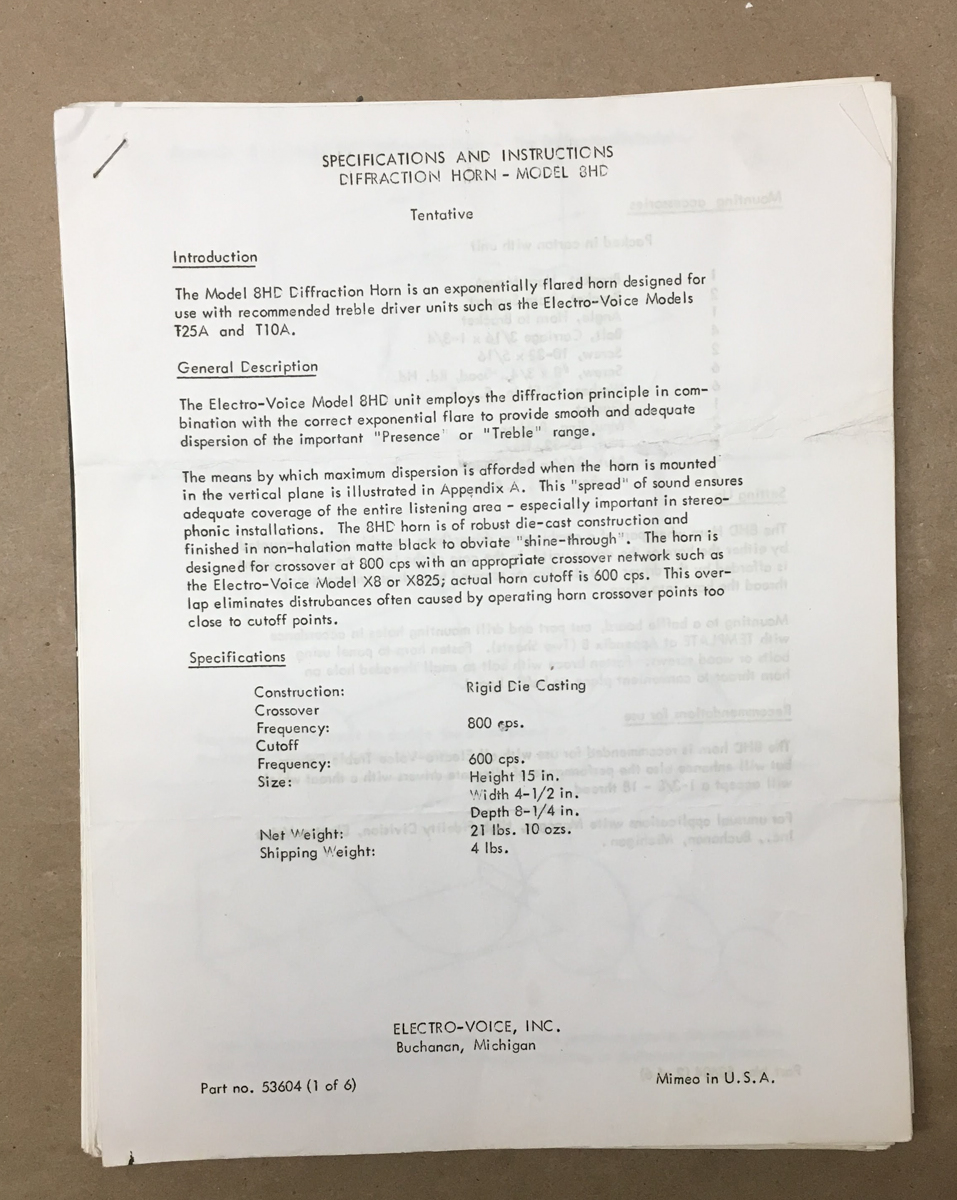 SPECIFICATIONS AND INSTRUCTIONS
DIFFRACTION HORN - MODEL 8HD
Tentative
Introduction
The Model 8HD Diffraction Horn is an exponentially flared horn designed for
use with recommended treble driver units such as the Electro-Voice Models
T25A and T10A.
General Description
The Electro-Voice Model 8HD unit employs the diffraction principle in com-
bination with the correct exponential flare to provide smooth and adequate
dispersion of the important "Presence" or "Treble" range.
The means by which maximum dispersion is afforded when the horn is mounted
in the vertical plane is illustrated in Appendix A. This "spread" of sound ensures
adequate coverage of the entire listening area - especially important in stereo-
phonic installations. The 8HD horn is of robust die-cast construction and
finished in non-halation matte black to obviate "shine-through". The horn is
designed for crossover at 800 cps with an appropriate crossover network such as
the Electro-Voice Model X8 or X825; actual horn cutoff is 600 cps. This over-
lap eliminates distrubances often caused by operating horn crossover points too
close to cutoff points.
Specifications
Construction: Rigid Die Casting
Crossover
Frequency: 800 cps.
Cutoff
Frequency: 600 cps.
Size: Height 15 in.
Width 4-1/2 in.
Depth 8-1/4 in.
Net Weight: 21 lbs. 10 ozs.
Shipping Weight: 4 lbs.
ELECTRO-VOICE, INC.
Buchanan, Michigan
Part no. 53604 (1 of 6)
Mimeo in U.S.A.